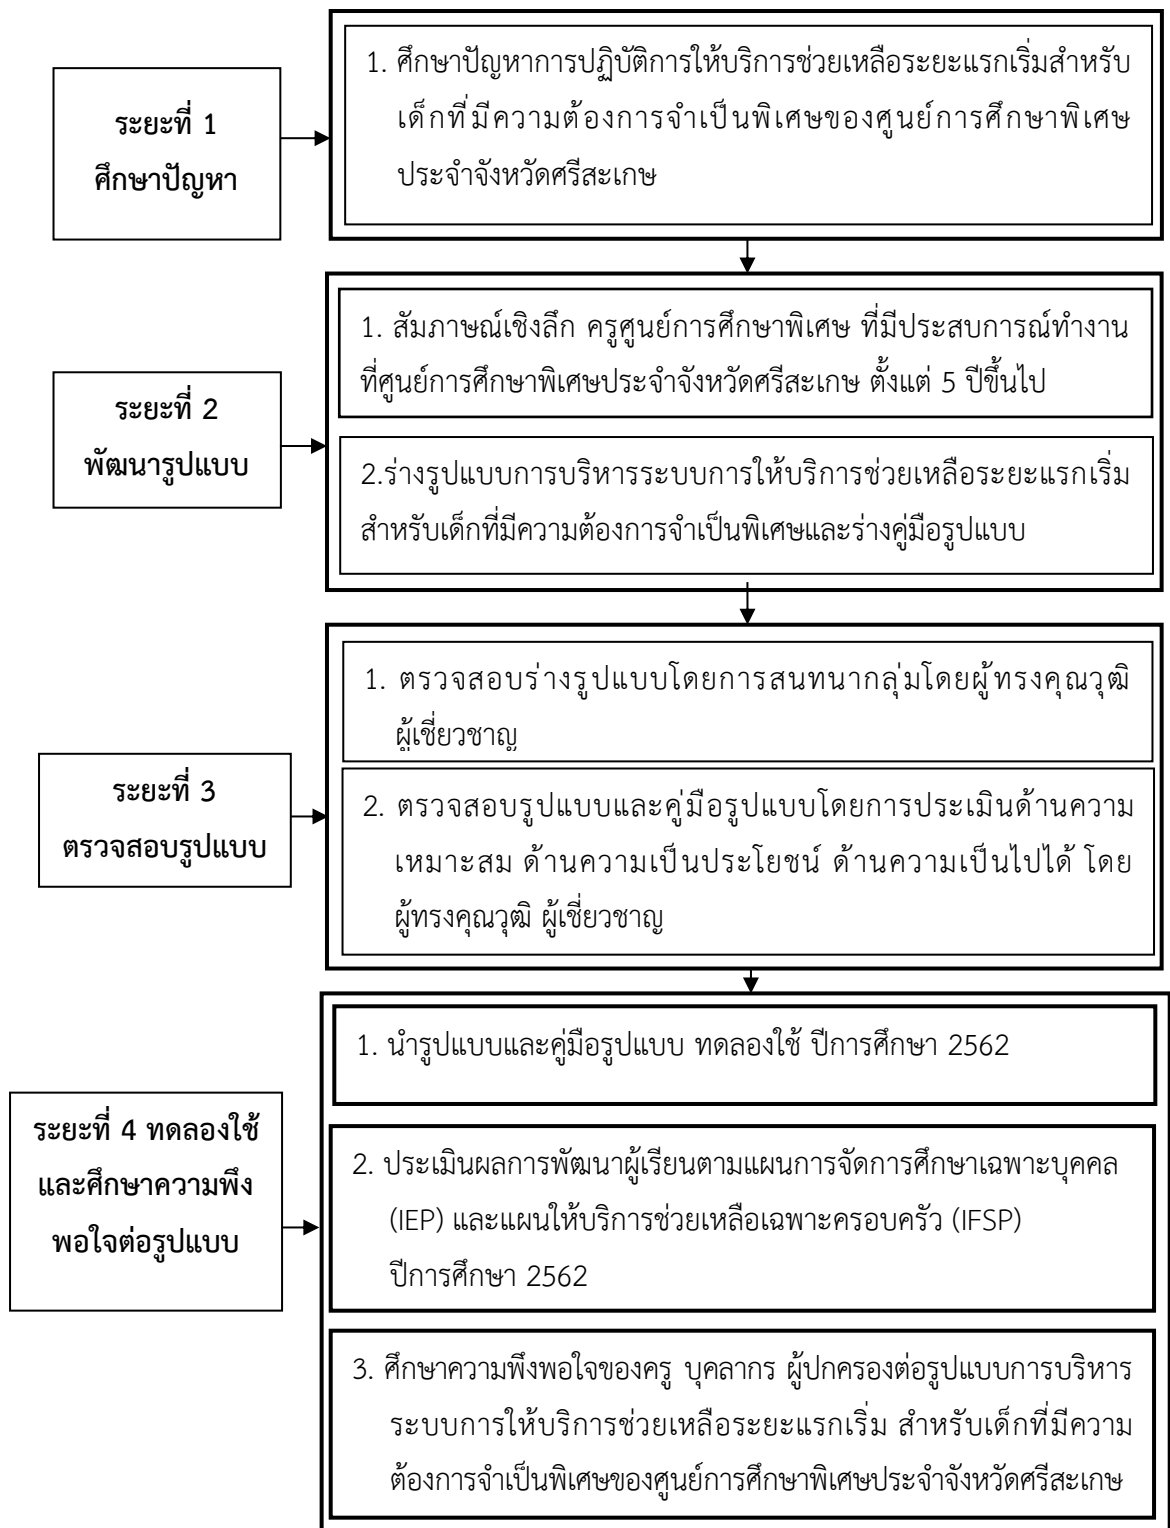 ระยะที่ 1
ศึกษาปัญหา
1. ศึกษาปัญหาการปฏิบัติการให้บริการช่วยเหลือระยะแรกเริ่มสำหรับ
เด็กที่มีความต้องการจำเป็นพิเศษของศูนย์การศึกษาพิเศษ
ประจำจังหวัดศรีสะเกษ
ระยะที่ 2
พัฒนารูปแบบ
1. สัมภาษณ์เชิงลึก ครูศูนย์การศึกษาพิเศษ ที่มีประสบการณ์ทำงาน
ที่ศูนย์การศึกษาพิเศษประจำจังหวัดศรีสะเกษ ตั้งแต่ 5 ปีขึ้นไป
2.ร่างรูปแบบการบริหารระบบการให้บริการช่วยเหลือระยะแรกเริ่ม
สำหรับเด็กที่มีความต้องการจำเป็นพิเศษและร่างคู่มือรูปแบบ
ระยะที่ 3
ตรวจสอบรูปแบบ
1. ตรวจสอบร่างรูปแบบโดยการสนทนากลุ่มโดยผู้ทรงคุณวุฒิ
ผู้เชี่ยวชาญ
2. ตรวจสอบรูปแบบและคู่มือรูปแบบโดยการประเมินด้านความ
เหมาะสม ด้านความเป็นประโยชน์ ด้านความเป็นไปได้ โดย
ผู้ทรงคุณวุฒิ ผู้เชี่ยวชาญ
ระยะที่ 4 ทดลองใช้
และศึกษาความพึง
พอใจต่อรูปแบบ
1. นำรูปแบบและคู่มือรูปแบบ ทดลองใช้ ปีการศึกษา 2562
2. ประเมินผลการพัฒนาผู้เรียนตามแผนการจัดการศึกษาเฉพาะบุคคล
(IEP) และแผนให้บริการช่วยเหลือเฉพาะครอบครัว (IFSP)
ปีการศึกษา 2562
3. ศึกษาความพึงพอใจของครู บุคลากร ผู้ปกครองต่อรูปแบบการบริหาร
ระบบการให้บริการช่วยเหลือระยะแรกเริ่ม สำหรับเด็กที่มีความ
ต้องการจำเป็นพิเศษของศูนย์การศึกษาพิเศษประจำจังหวัดศรีสะเกษ